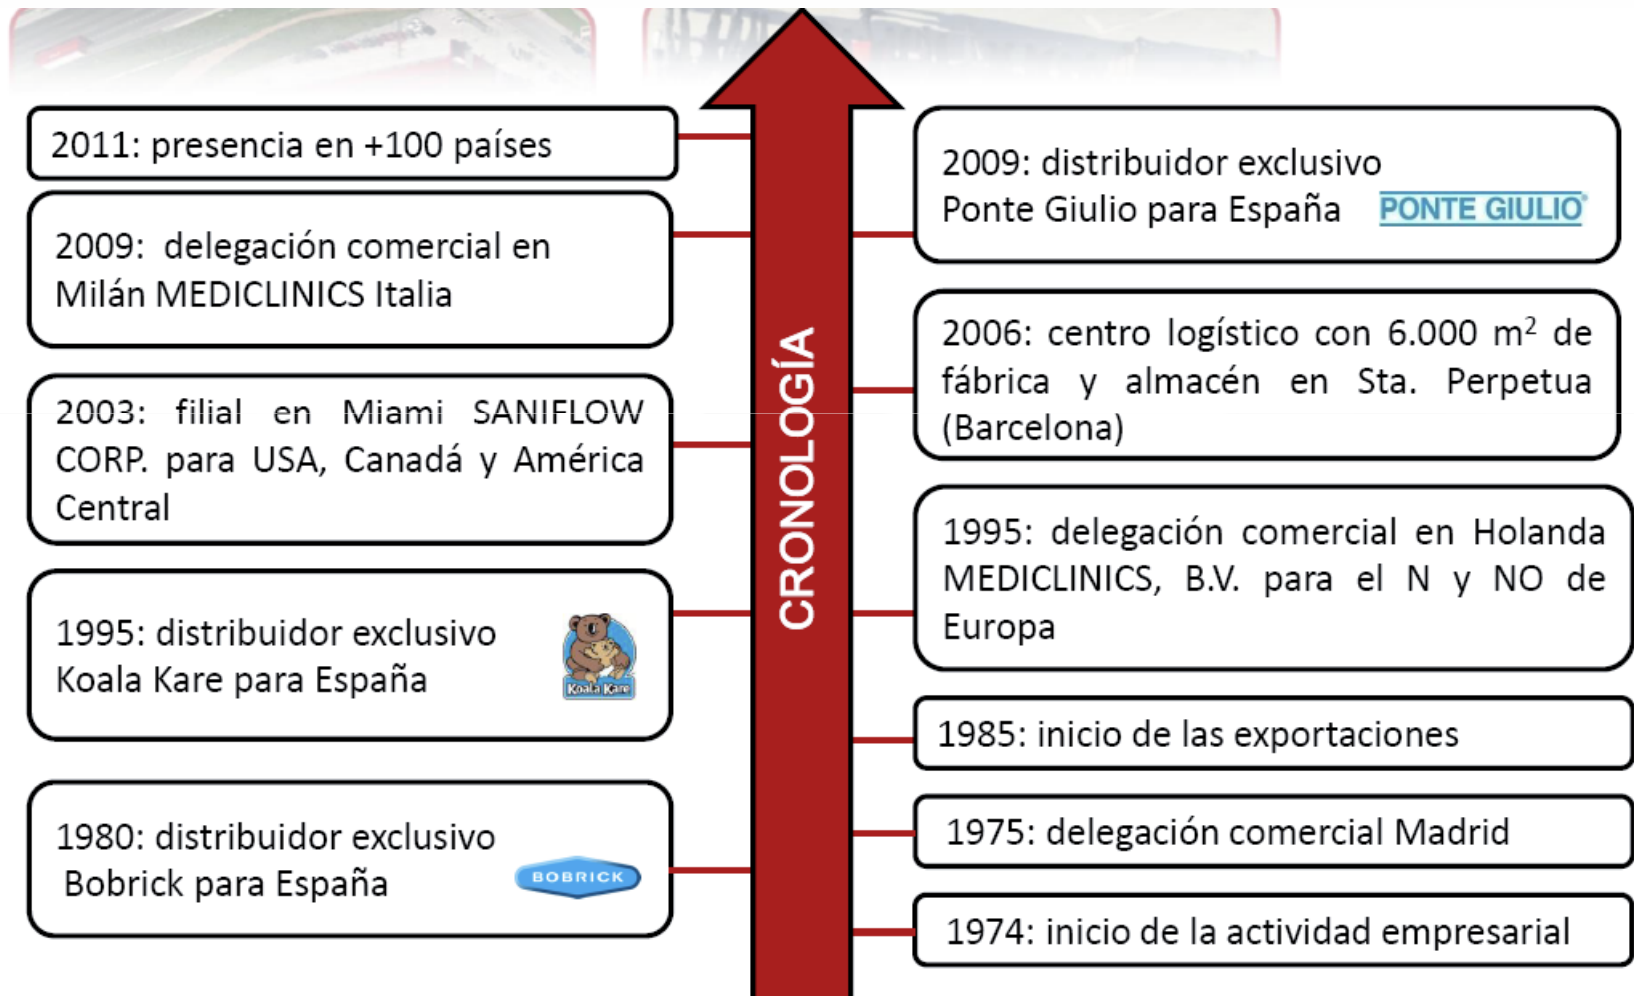 2011: presencia en +100 países
2009: delegación comercial en
Milán MEDICLINICS Italia
2003: filial en Miami SANIFLOW
CORP. para USA, Canadá y América
Central
1995: distribuidor exclusivo
Koala Kare para España
Koala Kare
1980: distribuidor exclusivo
Bobrick para España
BOBRICK
CRONOLOGÍA
2009: distribuidor exclusivo
Ponte Giulio para España
PONTE GIULIO®
2006: centro logístico con 6.000 m² de
fábrica y almacén en Sta. Perpetua
(Barcelona)
1995: delegación comercial en Holanda
MEDICLINICS, B.V. para el N y NO de
Europa
1985: inicio de las exportaciones
1975: delegación comercial Madrid
1974: inicio de la actividad empresarial